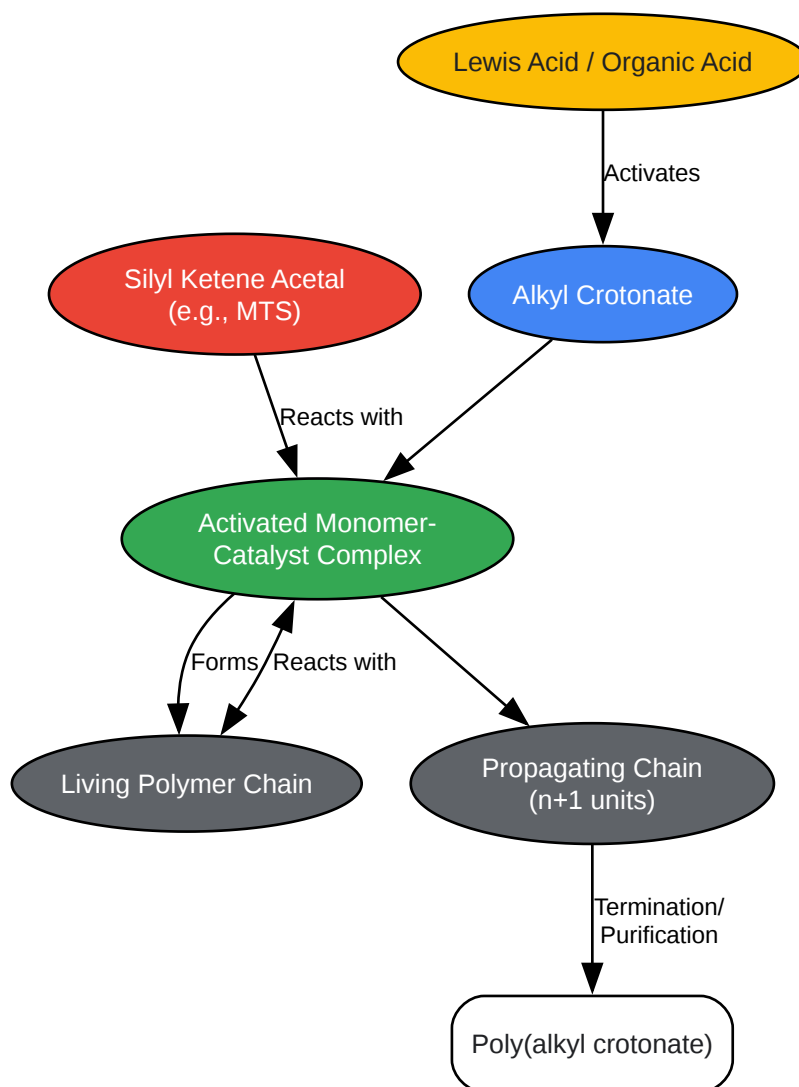 Lewis Acid / Organic Acid
Activates
Silyl Ketene Acetal
(e.g., MTS)
Alkyl Crotonate
Reacts with
Activated Monomer-
Catalyst Complex
Forms
Reacts with
Living Polymer Chain
Propagating Chain
(n+1 units)
Termination/
Purification
Poly(alkyl crotonate)